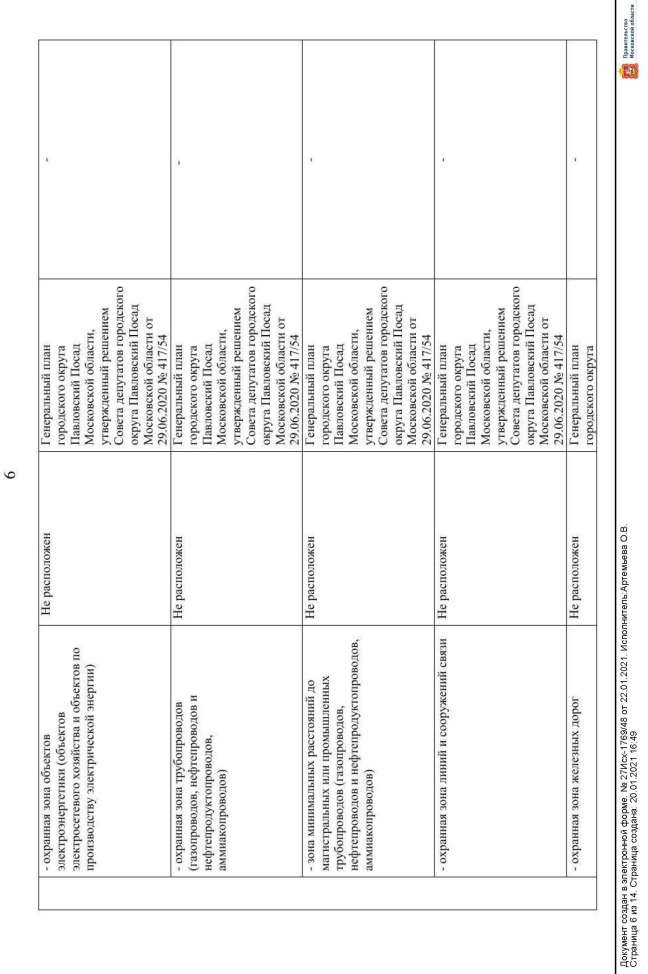 6
- охранная зона объектов
электроэнергетики (объектов
электросетевого хозяйства и объектов по
производству электрической энергии)
Не расположен
Генеральный план
городского округа
Павловский Посад
Московской области,
утвержденный решением
Совета депутатов городского
округа Павловский Посад
Московской области от
29.06.2020 № 417/54
-
- охранная зона трубопроводов
(газопроводов, нефтепроводов и
нефтепродуктопроводов,
аммиакопроводов)
Не расположен
Генеральный план
городского округа
Павловский Посад
Московской области,
утвержденный решением
Совета депутатов городского
округа Павловский Посад
Московской области от
29.06.2020 № 417/54
-
- зона минимальных расстояний до
магистральных или промышленных
трубопроводов (газопроводов,
нефтепроводов и нефтепродуктопроводов,
аммиакопроводов)
Не расположен
Генеральный план
городского округа
Павловский Посад
Московской области,
утвержденный решением
Совета депутатов городского
округа Павловский Посад
Московской области от
29.06.2020 № 417/54
-
- охранная зона линий и сооружений связи
Не расположен
Генеральный план
городского округа
Павловский Посад
Московской области,
утвержденный решением
Совета депутатов городского
округа Павловский Посад
Московской области от
29.06.2020 № 417/54
-
- охранная зона железных дорог
Не расположен
Генеральный план
городского округа
-
Документ создан в электронной форме. № 27Исх-1769/48 от 22.01.2021. Исполнитель:Артемьева О.В.
Страница 6 из 14. Страница создана: 20.01.2021 16:49
Правительство
Московской области